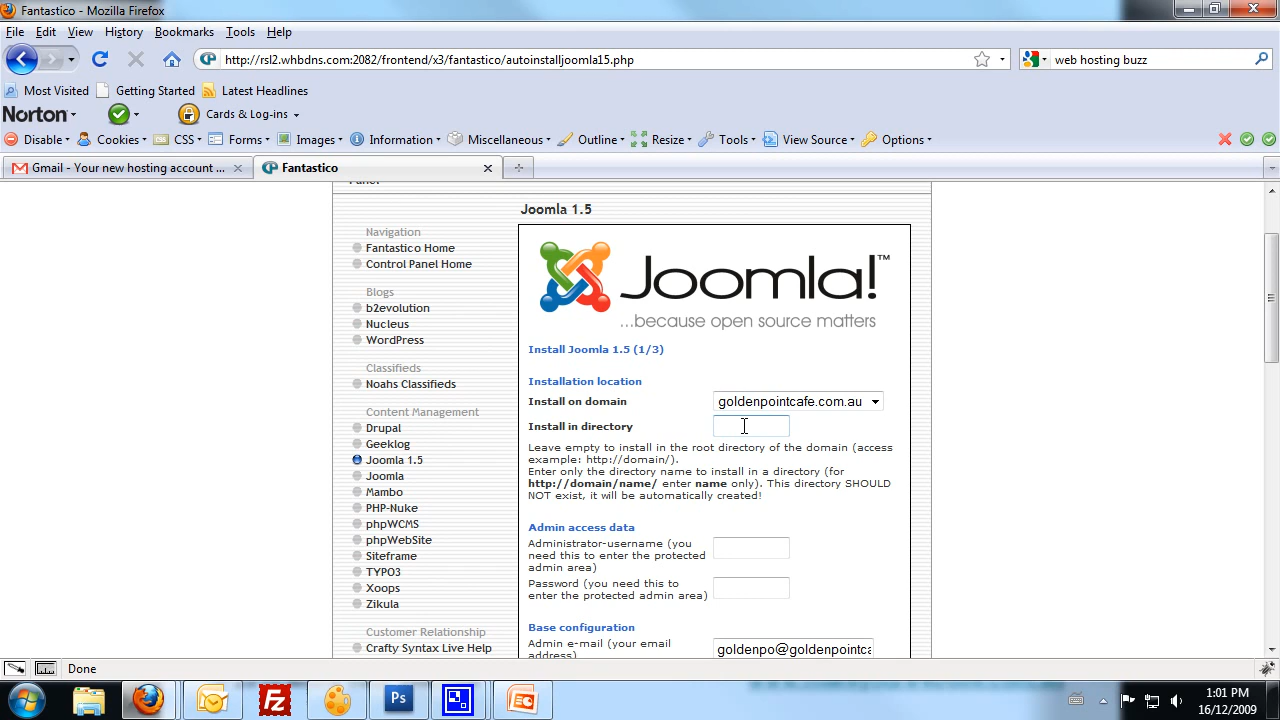 Fantastico - Mozilla Firefox
File Edit View History Bookmarks Tools Help
http://rsl2.whbdns.com:2082/frontend/x3/fantastico/autoinstalljoomla15.php
web hosting buzz
Most Visited Getting Started Latest Headlines
Norton Cards & Log-ins
Disable Cookies CSS Forms Images Information Miscellaneous Outline Resize Tools View Source Options
Gmail - Your new hosting account ... Fantastico
Joomla 1.5
Navigation
Fantastico Home
Control Panel Home
Blogs
b2evolution
Nucleus
WordPress
Classifieds
Noahs Classifieds
Content Management
Drupal
Geeklog
Joomla 1.5
Joomla
Mambo
PHP-Nuke
phpWCMS
phpWebSite
Siteframe
TYPO3
Xoops
Zikula
Customer Relationship
Crafty Syntax Live Help
Joomla!™
...because open source matters
Install Joomla 1.5 (1/3)
Installation location
Install on domain goldenpointcafe.com.au
Install in directory
Leave empty to install in the root directory of the domain (access
example: http://domain/).
Enter only the directory name to install in a directory (for
http://domain/name/ enter name only). This directory SHOULD
NOT exist, it will be automatically created!
Admin access data
Administrator-username (you
need this to enter the protected
admin area)
Password (you need this to
enter the protected admin area)
Base configuration
Admin e-mail (your email
address)
goldenpo@goldenpointca
Done
Ps
1:01 PM
16/12/2009